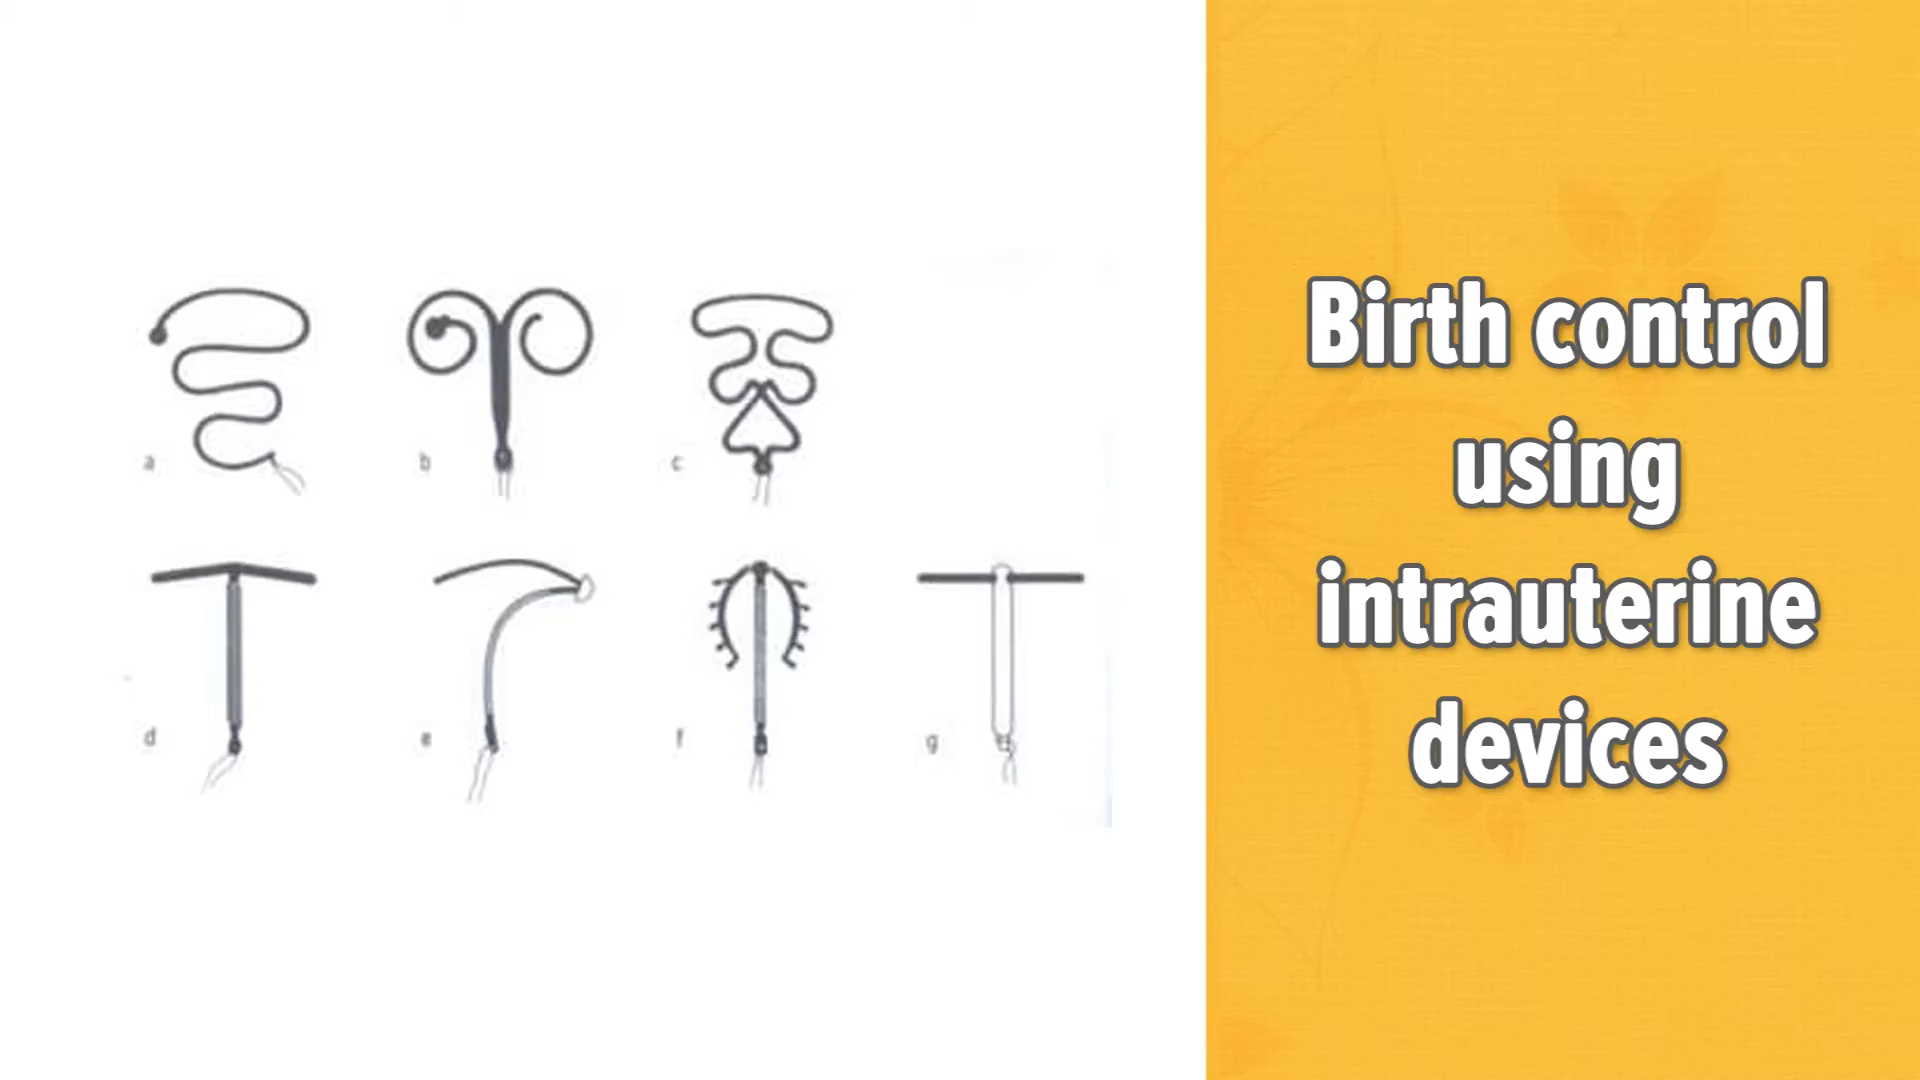 a
b
c
d
e
f
g
Birth control
using
intrauterine
devices